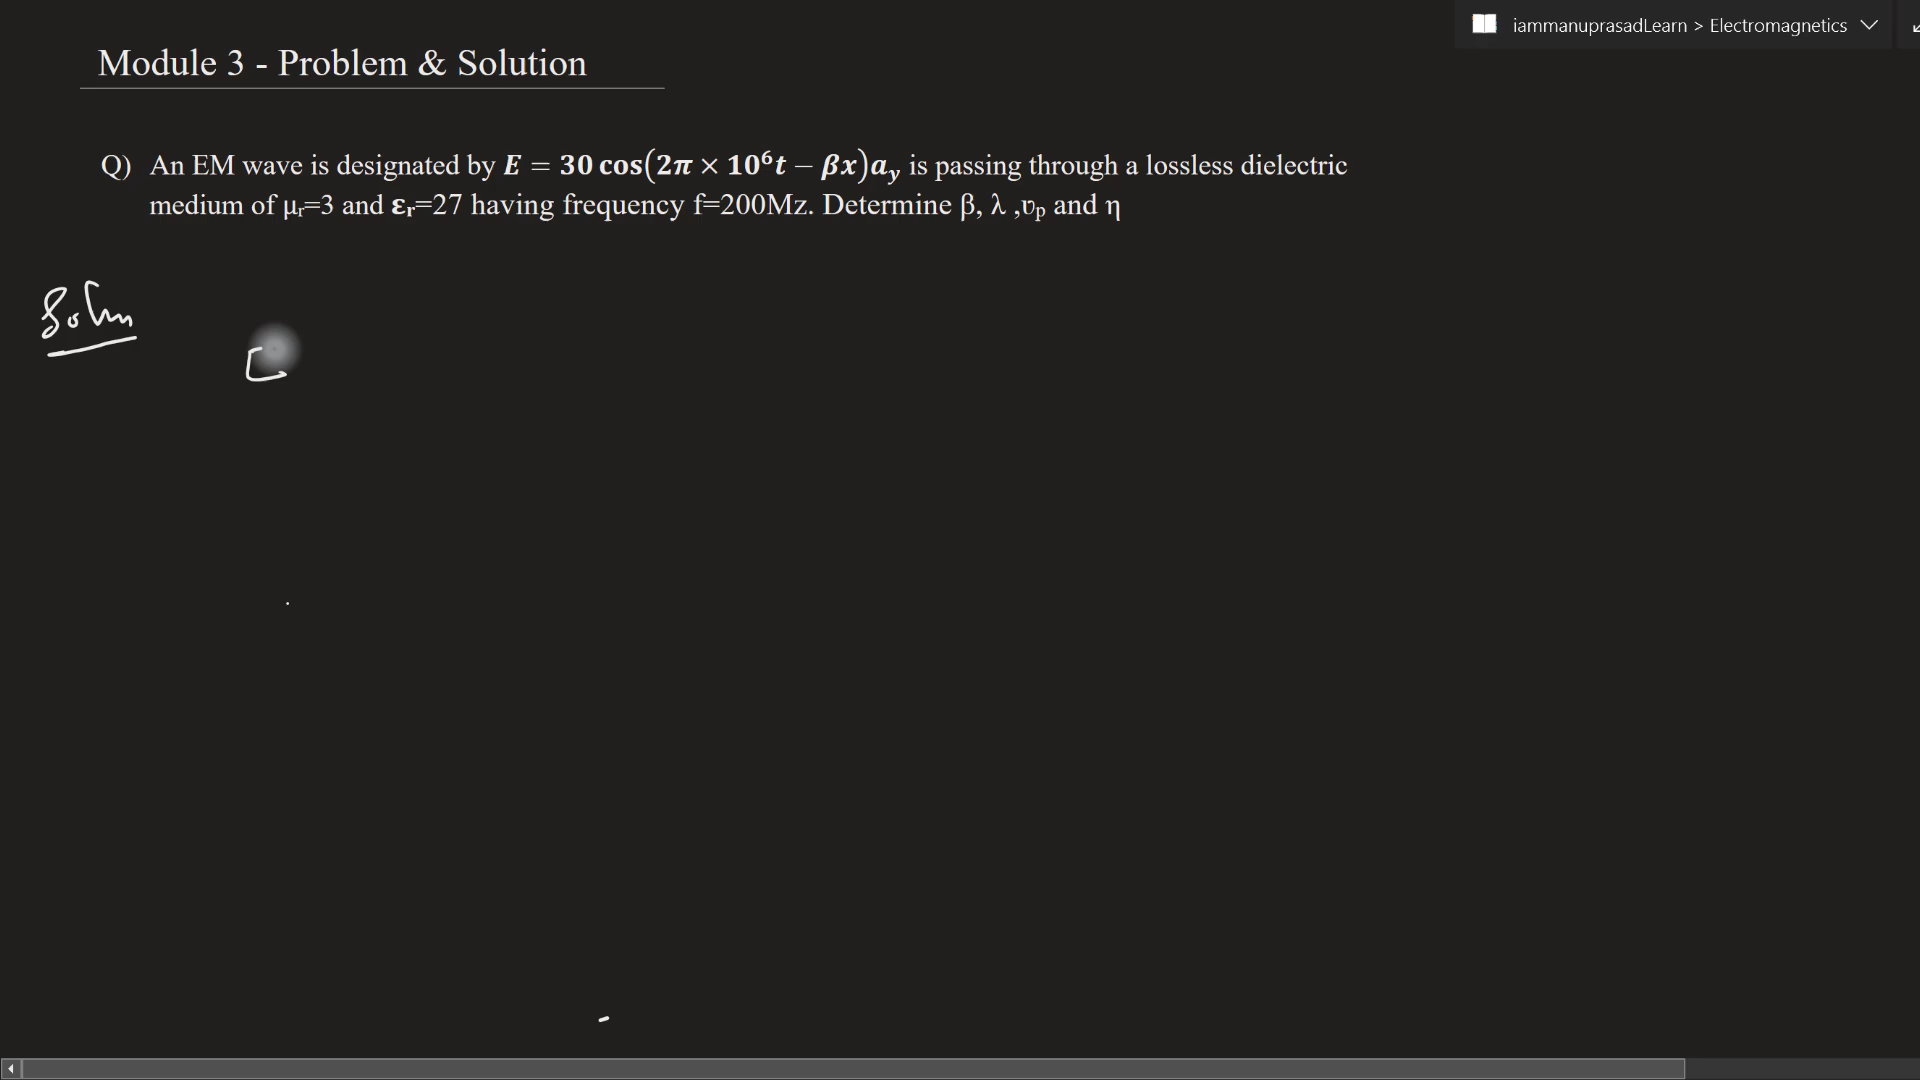 iammanuprasadLearn > Electromagnetics
Module 3 - Problem & Solution
Q) An EM wave is designated by E = 30 cos(2π × 10⁶t − βx)a_y is passing through a lossless dielectric
medium of μᵣ=3 and εᵣ=27 having frequency f=200Mz. Determine β, λ ,υₚ and η
Soln